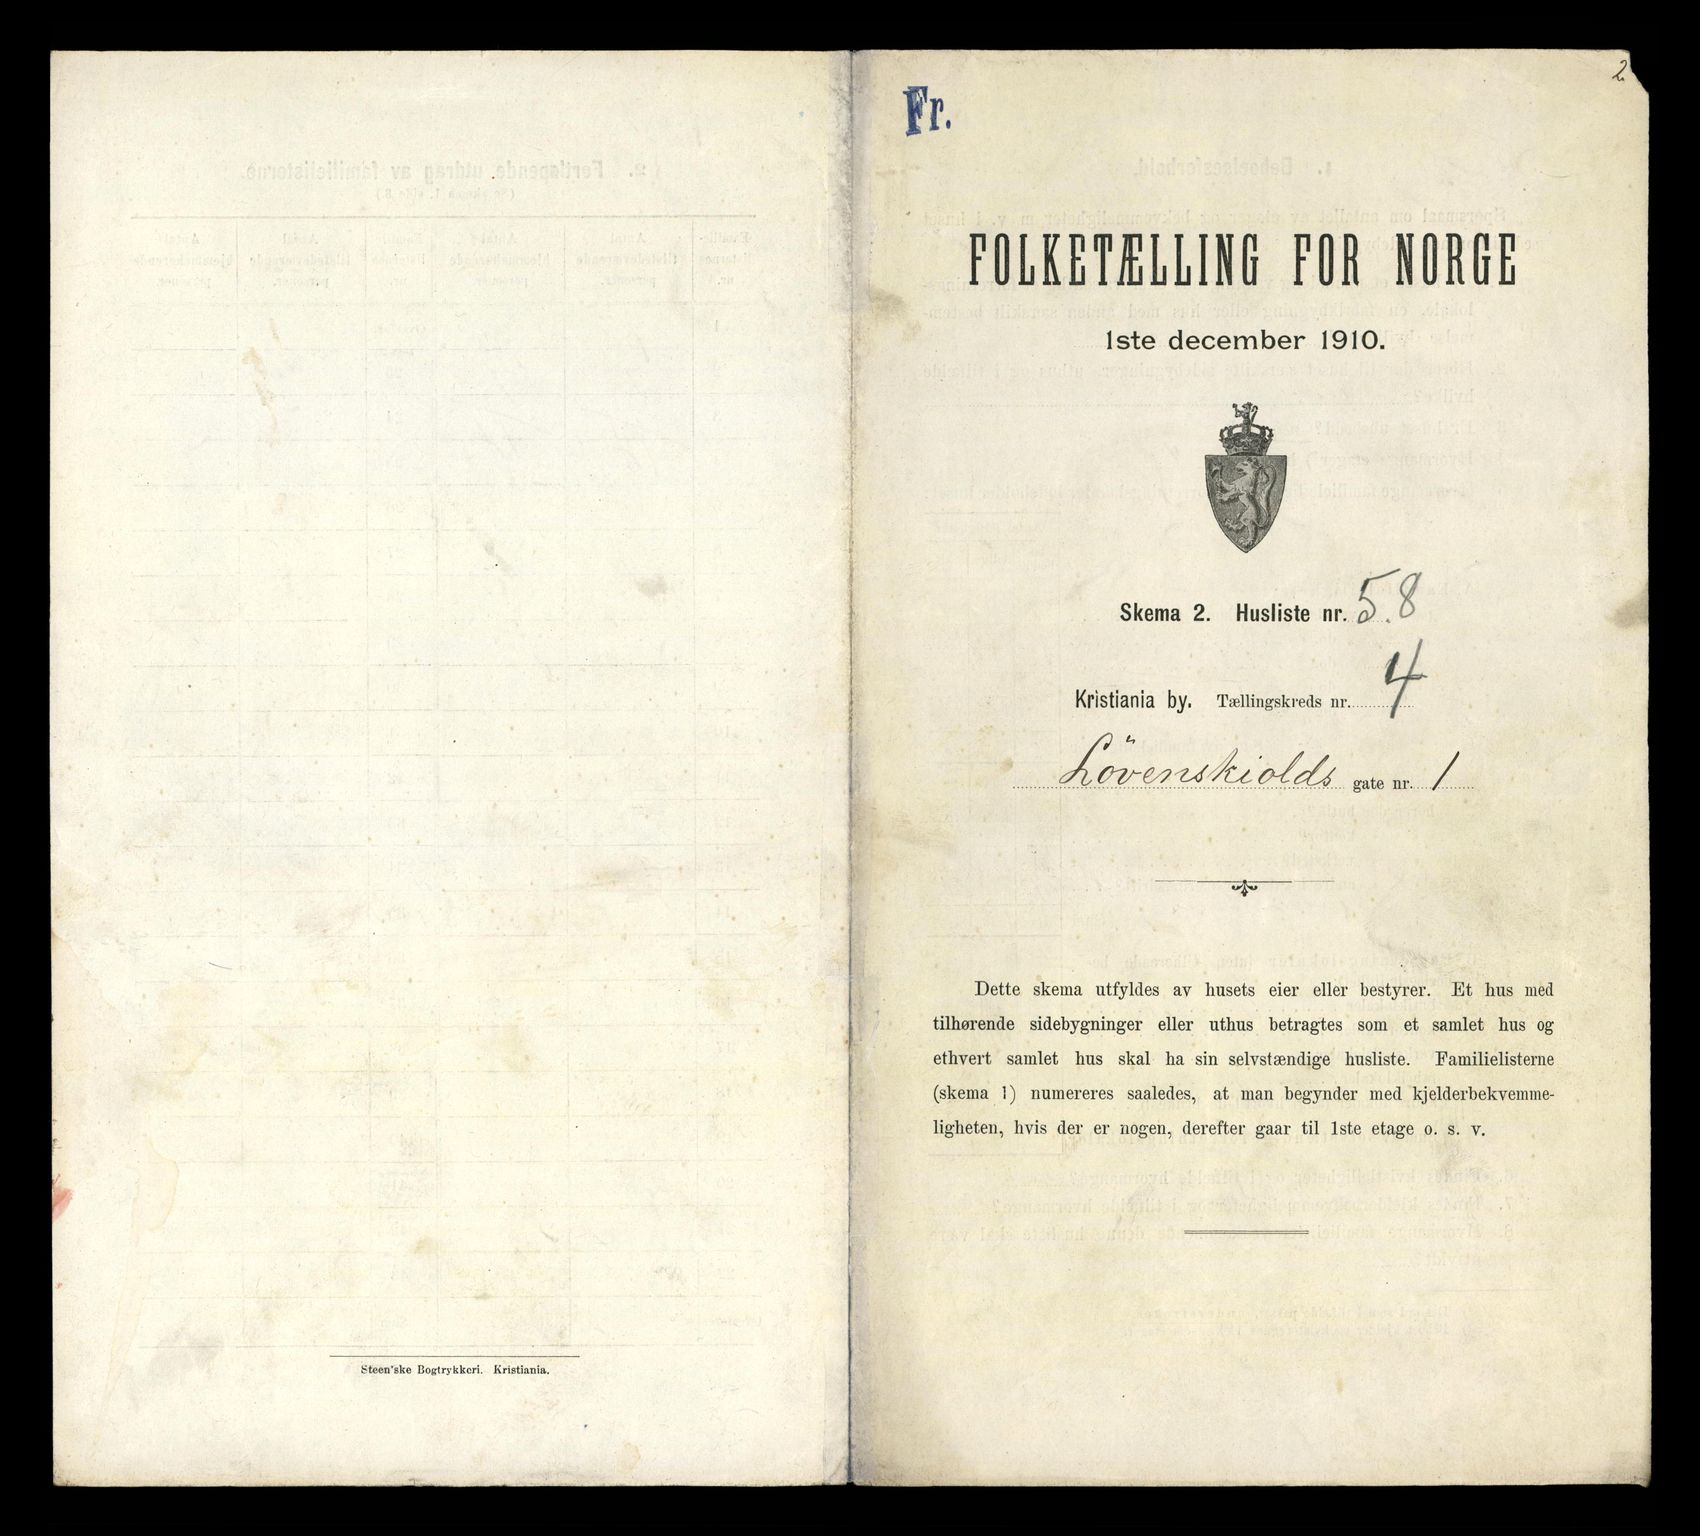 Steen'ske Bogtrykkeri. Kristiania.
2
Fr.
FOLKETÆLLING FOR NORGE
1ste december 1910.
Skema 2. Husliste nr. 58
Kristiania by. Tællingskreds nr. 4
Lövenskiolds gate nr. 1
Dette skema utfyldes av husets eier eller bestyrer. Et hus med
tilhørende sidebygninger eller uthus betragtes som et samlet hus og
ethvert samlet hus skal ha sin selvstændige husliste. Familielisterne
(skema 1) numereres saaledes, at man begynder med kjelderbekvemme-
ligheten, hvis der er nogen, derefter gaar til 1ste etage o. s. v.